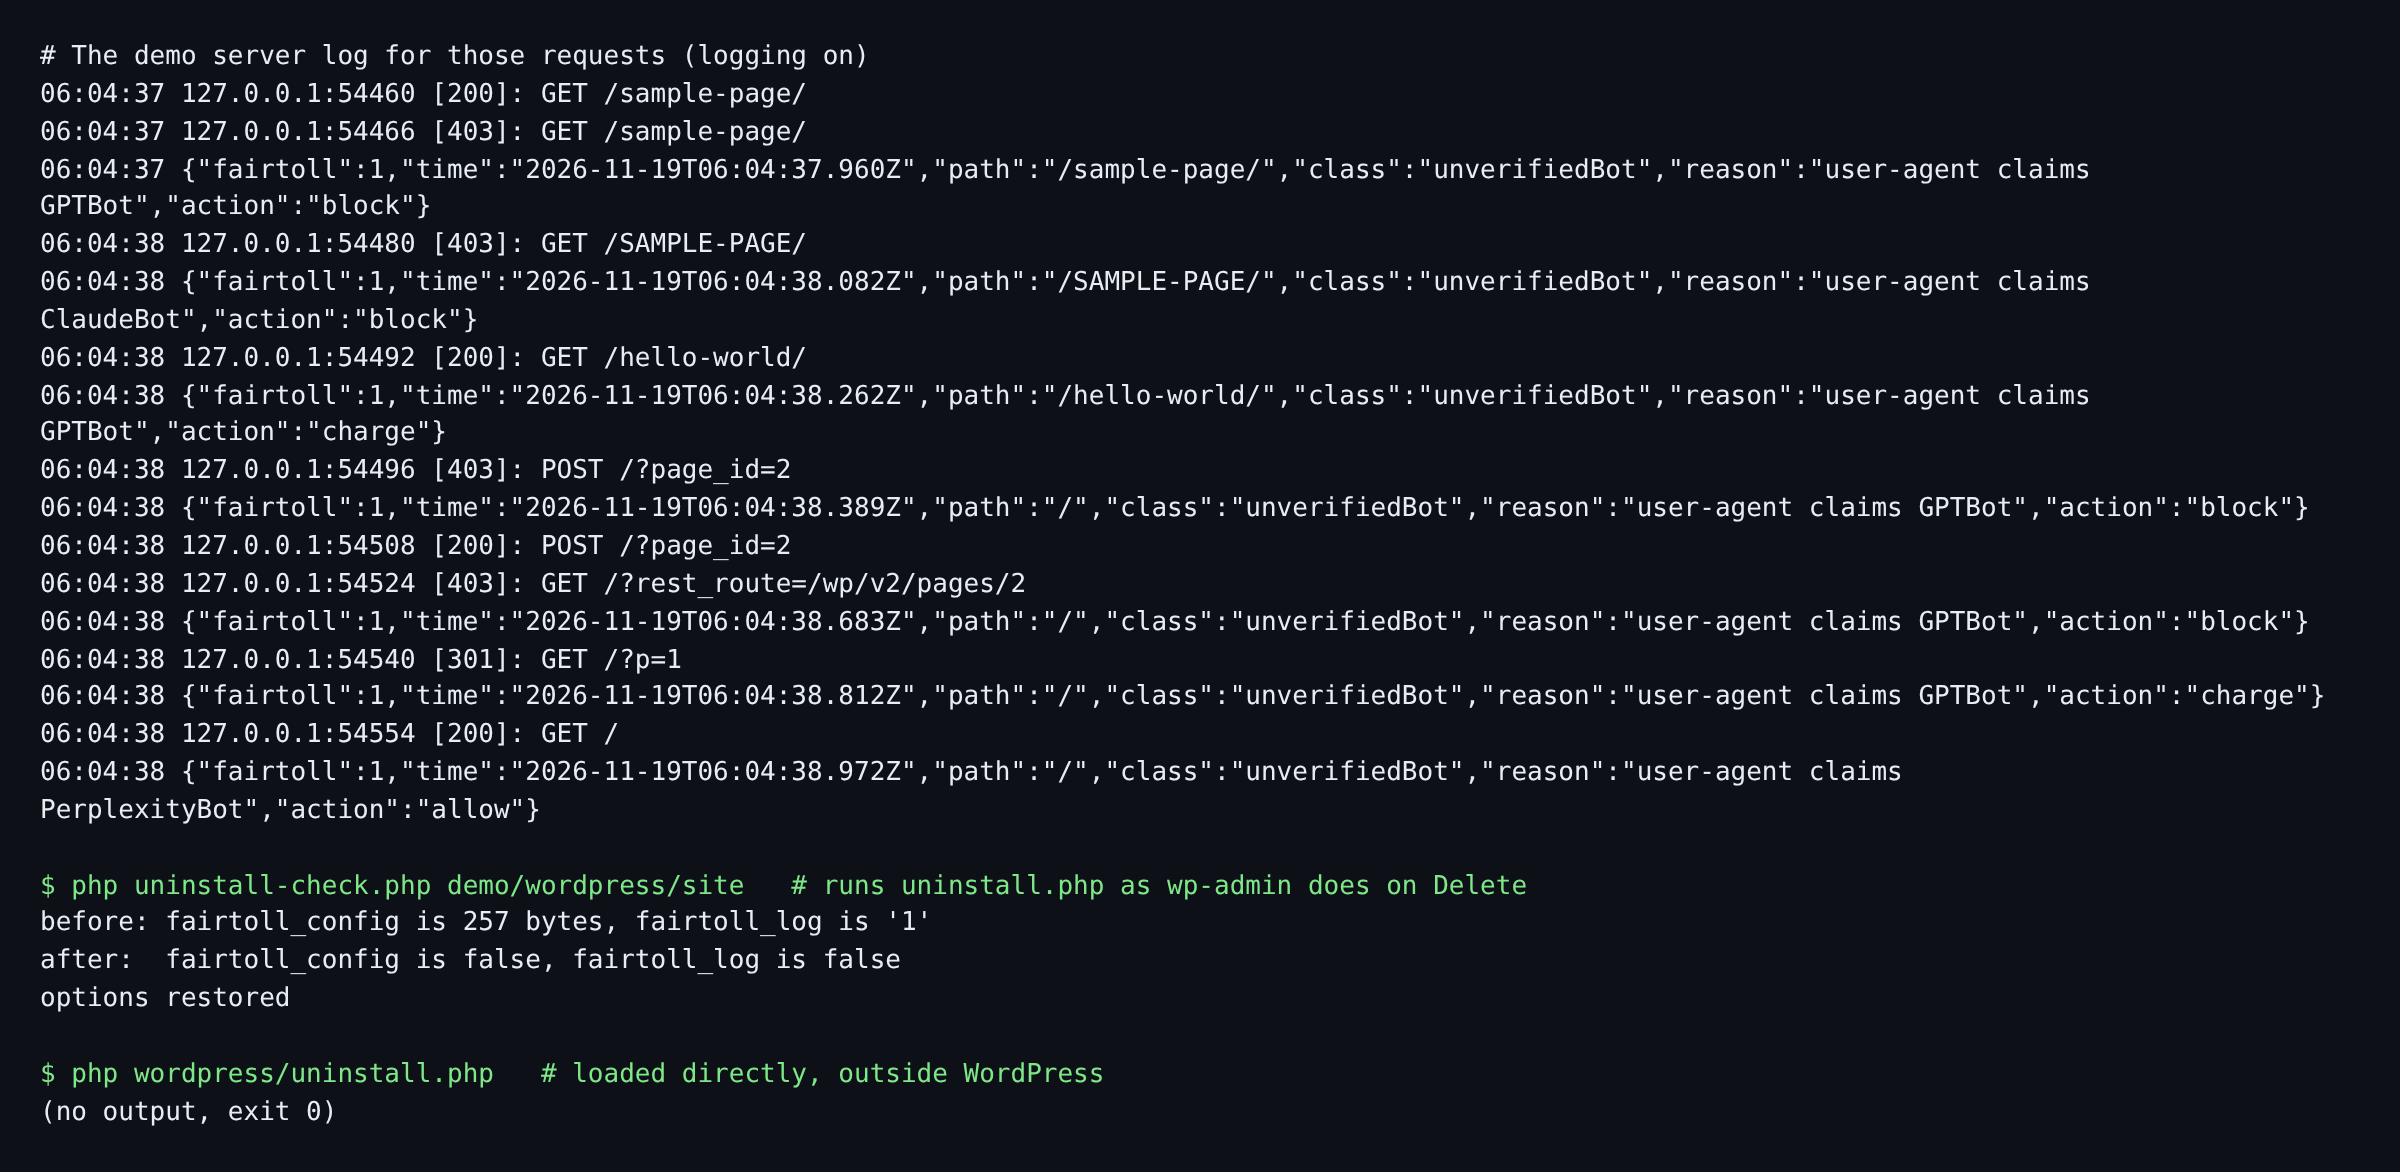 # The demo server log for those requests (logging on)
06:04:37 127.0.0.1:54460 [200]: GET /sample-page/
06:04:37 127.0.0.1:54466 [403]: GET /sample-page/
06:04:37 {"fairtoll":1,"time":"2026-11-19T06:04:37.960Z","path":"/sample-page/","class":"unverifiedBot","reason":"user-agent claims
GPTBot","action":"block"}
06:04:38 127.0.0.1:54480 [403]: GET /SAMPLE-PAGE/
06:04:38 {"fairtoll":1,"time":"2026-11-19T06:04:38.082Z","path":"/SAMPLE-PAGE/","class":"unverifiedBot","reason":"user-agent claims
ClaudeBot","action":"block"}
06:04:38 127.0.0.1:54492 [200]: GET /hello-world/
06:04:38 {"fairtoll":1,"time":"2026-11-19T06:04:38.262Z","path":"/hello-world/","class":"unverifiedBot","reason":"user-agent claims
GPTBot","action":"charge"}
06:04:38 127.0.0.1:54496 [403]: POST /?page_id=2
06:04:38 {"fairtoll":1,"time":"2026-11-19T06:04:38.389Z","path":"/","class":"unverifiedBot","reason":"user-agent claims GPTBot","action":"block"}
06:04:38 127.0.0.1:54508 [200]: POST /?page_id=2
06:04:38 127.0.0.1:54524 [403]: GET /?rest_route=/wp/v2/pages/2
06:04:38 {"fairtoll":1,"time":"2026-11-19T06:04:38.683Z","path":"/","class":"unverifiedBot","reason":"user-agent claims GPTBot","action":"block"}
06:04:38 127.0.0.1:54540 [301]: GET /?p=1
06:04:38 {"fairtoll":1,"time":"2026-11-19T06:04:38.812Z","path":"/","class":"unverifiedBot","reason":"user-agent claims GPTBot","action":"charge"}
06:04:38 127.0.0.1:54554 [200]: GET /
06:04:38 {"fairtoll":1,"time":"2026-11-19T06:04:38.972Z","path":"/","class":"unverifiedBot","reason":"user-agent claims
PerplexityBot","action":"allow"}

$ php uninstall-check.php demo/wordpress/site   # runs uninstall.php as wp-admin does on Delete
before: fairtoll_config is 257 bytes, fairtoll_log is '1'
after:  fairtoll_config is false, fairtoll_log is false
options restored

$ php wordpress/uninstall.php   # loaded directly, outside WordPress
(no output, exit 0)